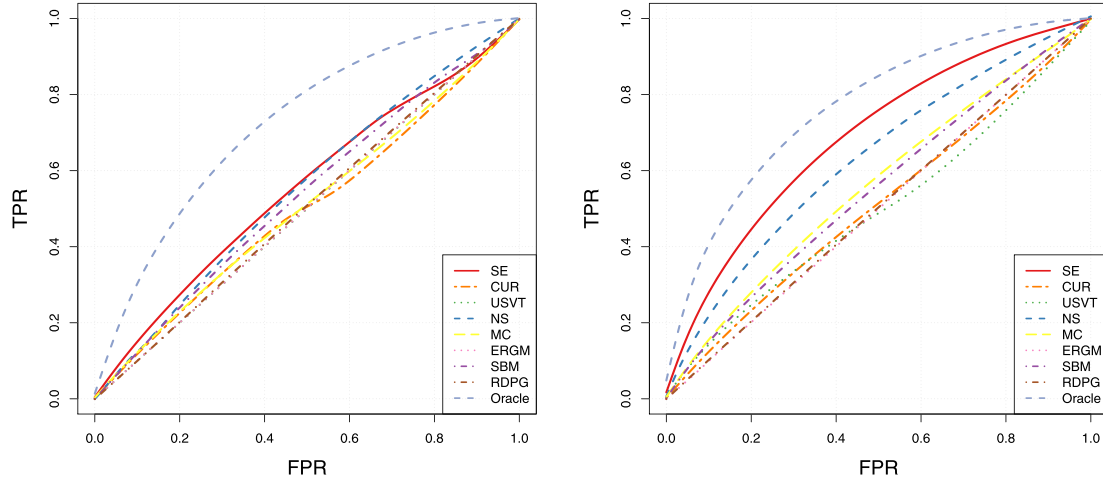 1.0
0.8
0.6
0.4
0.2
0.0
TPR
0.0 0.2 0.4 0.6 0.8 1.0
FPR
SE
CUR
USVT
NS
MC
ERGM
SBM
RDPG
Oracle
1.0
0.8
0.6
0.4
0.2
0.0
TPR
0.0 0.2 0.4 0.6 0.8 1.0
FPR
SE
CUR
USVT
NS
MC
ERGM
SBM
RDPG
Oracle